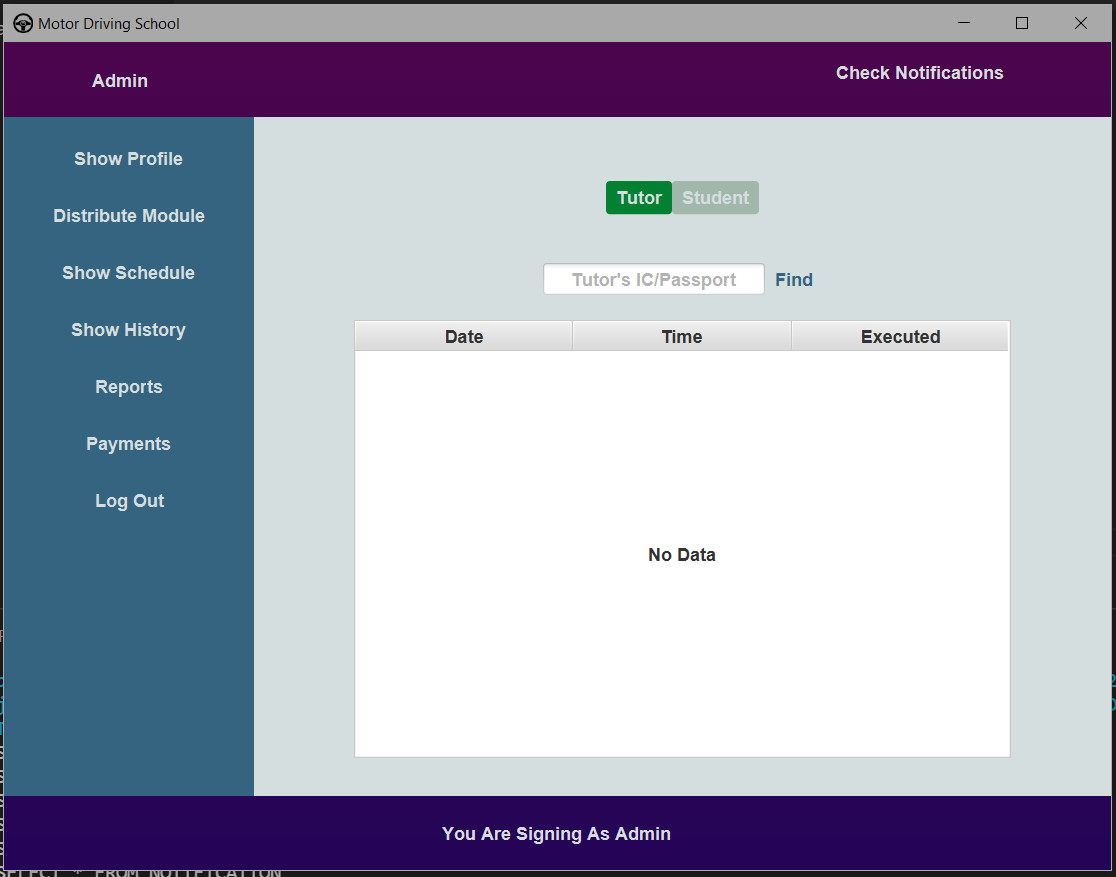 Motor Driving School
Admin
Check Notifications
Show Profile
Distribute Module
Show Schedule
Show History
Reports
Payments
Log Out
Tutor Student
Tutor's IC/Passport Find
Date Time Executed
No Data
You Are Signing As Admin
SELECT * FROM NOTIFICATION